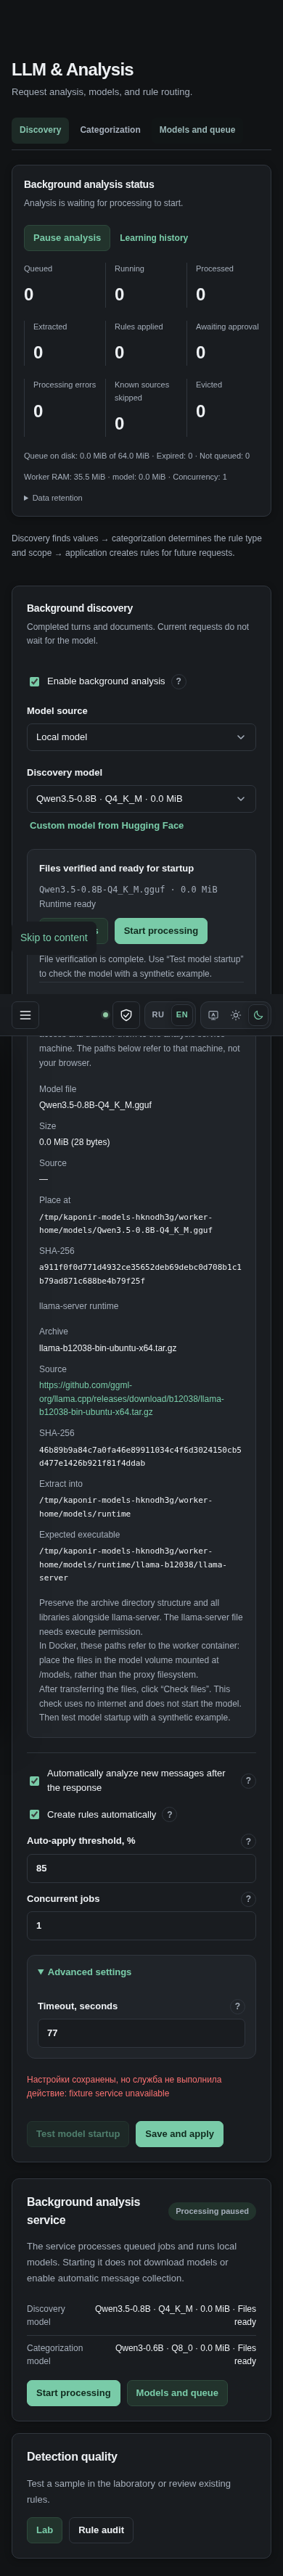 LLM & Analysis
Request analysis, models, and rule routing.
Discovery
Categorization
Models and queue
Background analysis status
Analysis is waiting for processing to start.
Pause analysis
Learning history
Queued
Running
Processed
0
0
0
Extracted
Rules applied
Awaiting approval
0
0
0
Processing errors
Known sources skipped
Evicted
0
0
0
Queue on disk: 0.0 MiB of 64.0 MiB · Expired: 0 · Not queued: 0
Worker RAM: 35.5 MiB · model: 0.0 MiB · Concurrency: 1
Data retention
Discovery finds values → categorization determines the rule type
and scope → application creates rules for future requests.
Background discovery
Completed turns and documents. Current requests do not
wait for the model.
Enable background analysis ?
Model source
Local model
Discovery model
Qwen3.5-0.8B · Q4_K_M · 0.0 MiB
Custom model from Hugging Face
Files verified and ready for startup
Qwen3.5-0.8B-Q4_K_M.gguf · 0.0 MiB
Runtime ready
Start processing
Skip to content
File verification is complete. Use “Test model startup”
to check the model with a synthetic example.
RU
EN
machine. The paths below refer to that machine, not
your browser.
Model file
Qwen3.5-0.8B-Q4_K_M.gguf
Size
0.0 MiB (28 bytes)
Source
—
Place at
/tmp/kaponir-models-hknodh3g/worker-
home/models/Qwen3.5-0.8B-Q4_K_M.gguf
SHA-256
a911f0f0d771d4932ce35652deb69debc0d708b1c1
b79ad871c688be4b79f25f
llama-server runtime
Archive
llama-b12038-bin-ubuntu-x64.tar.gz
Source
https://github.com/ggml-
org/llama.cpp/releases/download/b12038/llama-
b12038-bin-ubuntu-x64.tar.gz
SHA-256
46b89b9a84c7a0fa46e89911034c4f6d3024150cb5
d477e1426b921f81f4ddab
Extract into
/tmp/kaponir-models-hknodh3g/worker-
home/models/runtime
Expected executable
/tmp/kaponir-models-hknodh3g/worker-
home/models/runtime/llama-b12038/llama-
server
Preserve the archive directory structure and all
libraries alongside llama-server. The llama-server file
needs execute permission.
In Docker, these paths refer to the worker container:
place the files in the model volume mounted at
/models, rather than the proxy filesystem.
After transferring the files, click “Check files”. This
check uses no internet and does not start the model.
Then test model startup with a synthetic example.
Automatically analyze new messages after
the response
?
Create rules automatically ?
Auto-apply threshold, %
?
85
Concurrent jobs
?
1
Advanced settings
Timeout, seconds
?
77
Настройки сохранены, но служба не выполнила
действие: fixture service unavailable
Test model startup
Save and apply
Background analysis
service
Processing paused
The service processes queued jobs and runs local
models. Starting it does not download models or
enable automatic message collection.
Discovery
model
Qwen3.5-0.8B · Q4_K_M · 0.0 MiB · Files
ready
Categorization
model
Qwen3-0.6B · Q8_0 · 0.0 MiB · Files
ready
Start processing
Models and queue
Detection quality
Test a sample in the laboratory or review existing
rules.
Lab
Rule audit